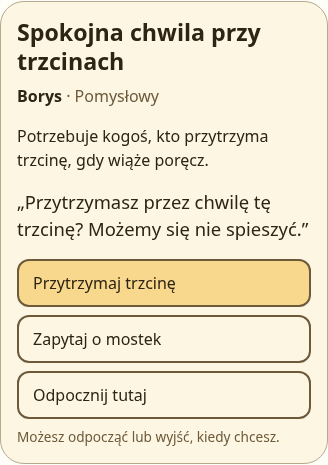 Spokojna chwila przy
trzcinach
Borys · Pomysłowy
Potrzebuje kogoś, kto przytrzyma
trzcinę, gdy wiąże poręcz.
„Przytrzymasz przez chwilę tę
trzcinę? Możemy się nie spieszyć.”
Przytrzymaj trzcinę
Zapytaj o mostek
Odpocznij tutaj
Możesz odpocząć lub wyjść, kiedy chcesz.